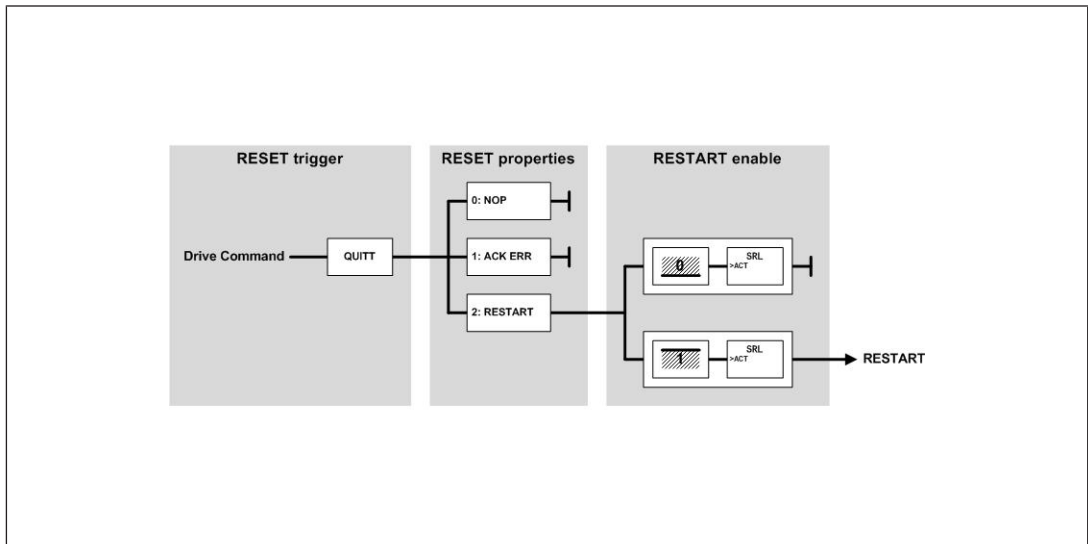 RESET trigger
RESET properties
RESTART enable
0: NOP
Drive Command
QUITT
1: ACK ERR
0
SRL
>ACT
2: RESTART
1
SRL
>ACT
RESTART